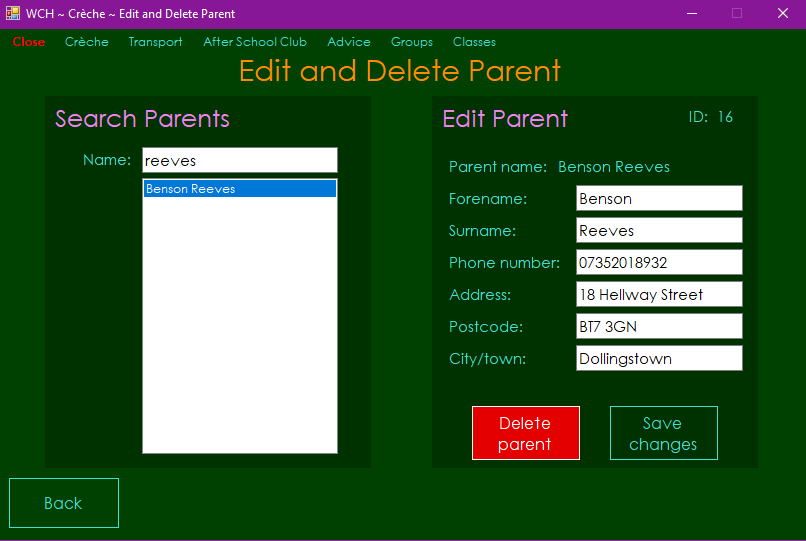 WCH ~ Crèche ~ Edit and Delete Parent
Close Crèche Transport After School Club Advice Groups Classes
Edit and Delete Parent
Search Parents
Name: reeves
Benson Reeves
Edit Parent ID: 16
Parent name: Benson Reeves
Forename: Benson
Surname: Reeves
Phone number: 07352018932
Address: 18 Hellway Street
Postcode: BT7 3GN
City/town: Dollingstown
Delete
parent
Save
changes
Back